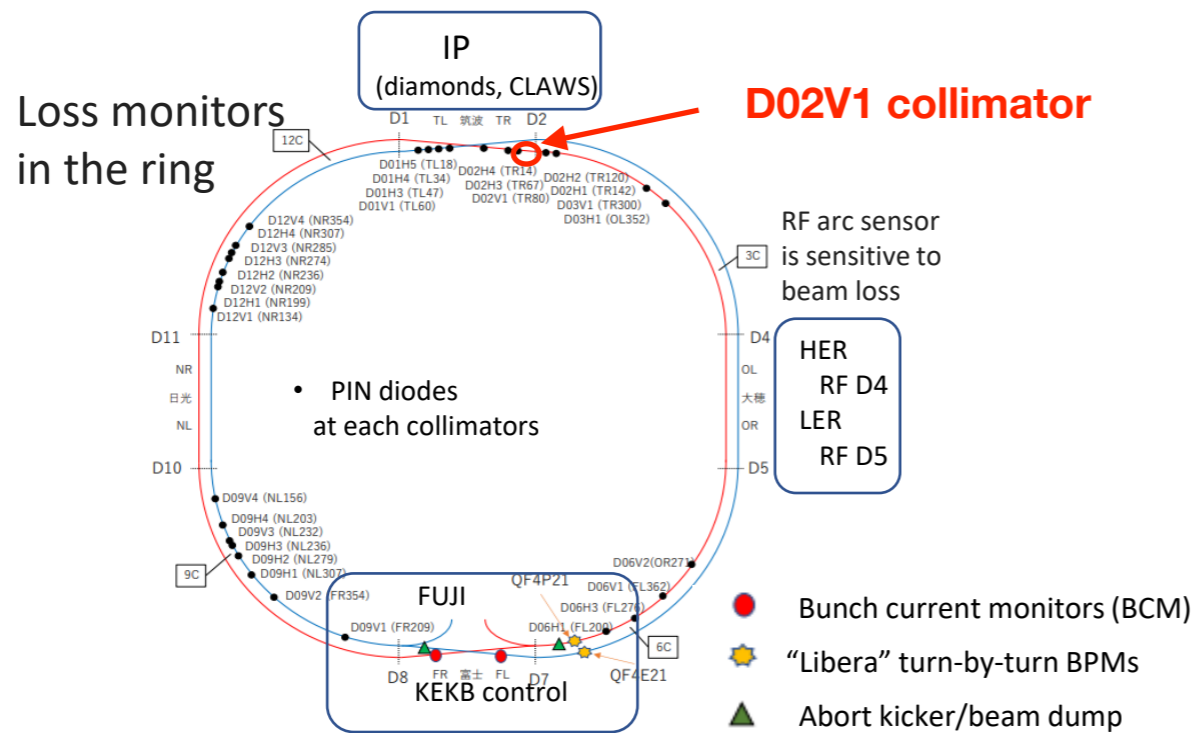 IP
(diamonds, CLAWS)
D02V1 collimator
Loss monitors
in the ring
D1 TL 筑波 TR D2
12C
D01H5 (TL18)
D01H4 (TL34)
D01H3 (TL47)
D01V1 (TL60)
D02H4 (TR14)
D02H3 (TR67)
D02V1 (TR80)
D02H2 (TR120)
D02H1 (TR142)
D03V1 (TR300)
D03H1 (OL352)
D12V4 (NR354)
D12H4 (NR307)
D12V3 (NR285)
D12H3 (NR274)
D12H2 (NR236)
D12V2 (NR209)
D12H1 (NR199)
D12V1 (NR134)
3C
RF arc sensor
is sensitive to
beam loss
D11
NR
日光
NL
D10
D4
OL
大穂
OR
D5
HER
RF D4
LER
RF D5
• PIN diodes
at each collimators
D09V4 (NL156)
D09H4 (NL203)
D09V3 (NL232)
D09H3 (NL236)
D09H2 (NL279)
D09H1 (NL307)
9C
D09V2 (FR354)
D09V1 (FR209)
FUJI
QF4P21
D06V2(OR271)
D06V1 (FL362)
D06H3 (FL276)
D06H1 (FL200)
6C
D8 FR 富士 FL D7
QF4E21
KEKB control
Bunch current monitors (BCM)
“Libera” turn-by-turn BPMs
Abort kicker/beam dump